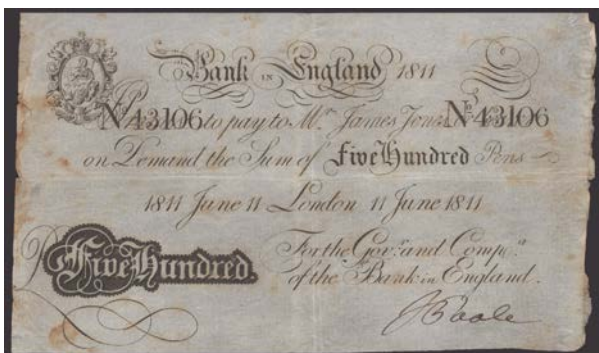 Bank in England 1811
No 43106 to pay to Mr. James Jones No 43106
on Demand the Sum of Five Hundred Pens
1811 June 11 London 11 June 1811
For the Govr. and Compa.
of the Bank in England.
Five Hundred.